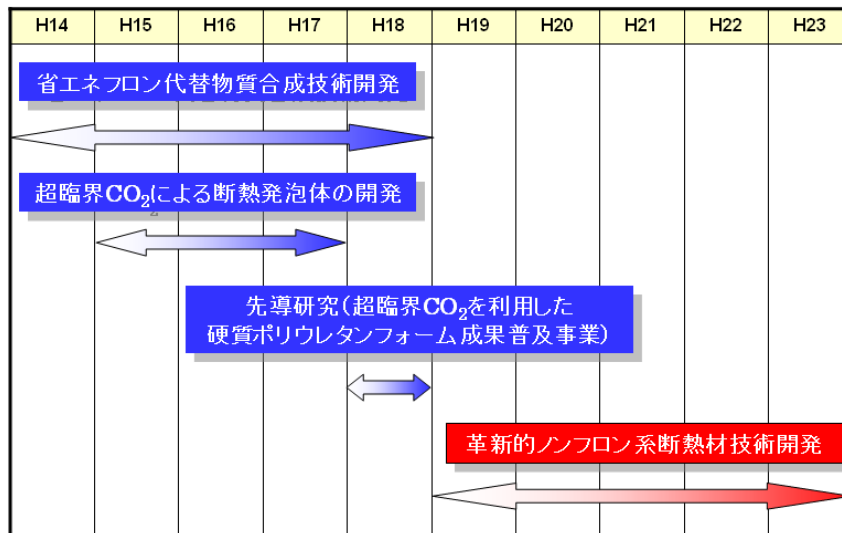 H14 H15 H16 H17 H18 H19 H20 H21 H22 H23
省エネフロン代替物質合成技術開発
超臨界CO₂による断熱発泡体の開発
先導研究(超臨界CO₂を利用した
硬質ポリウレタンフォーム成果普及事業)
革新的ノンフロン系断熱材技術開発